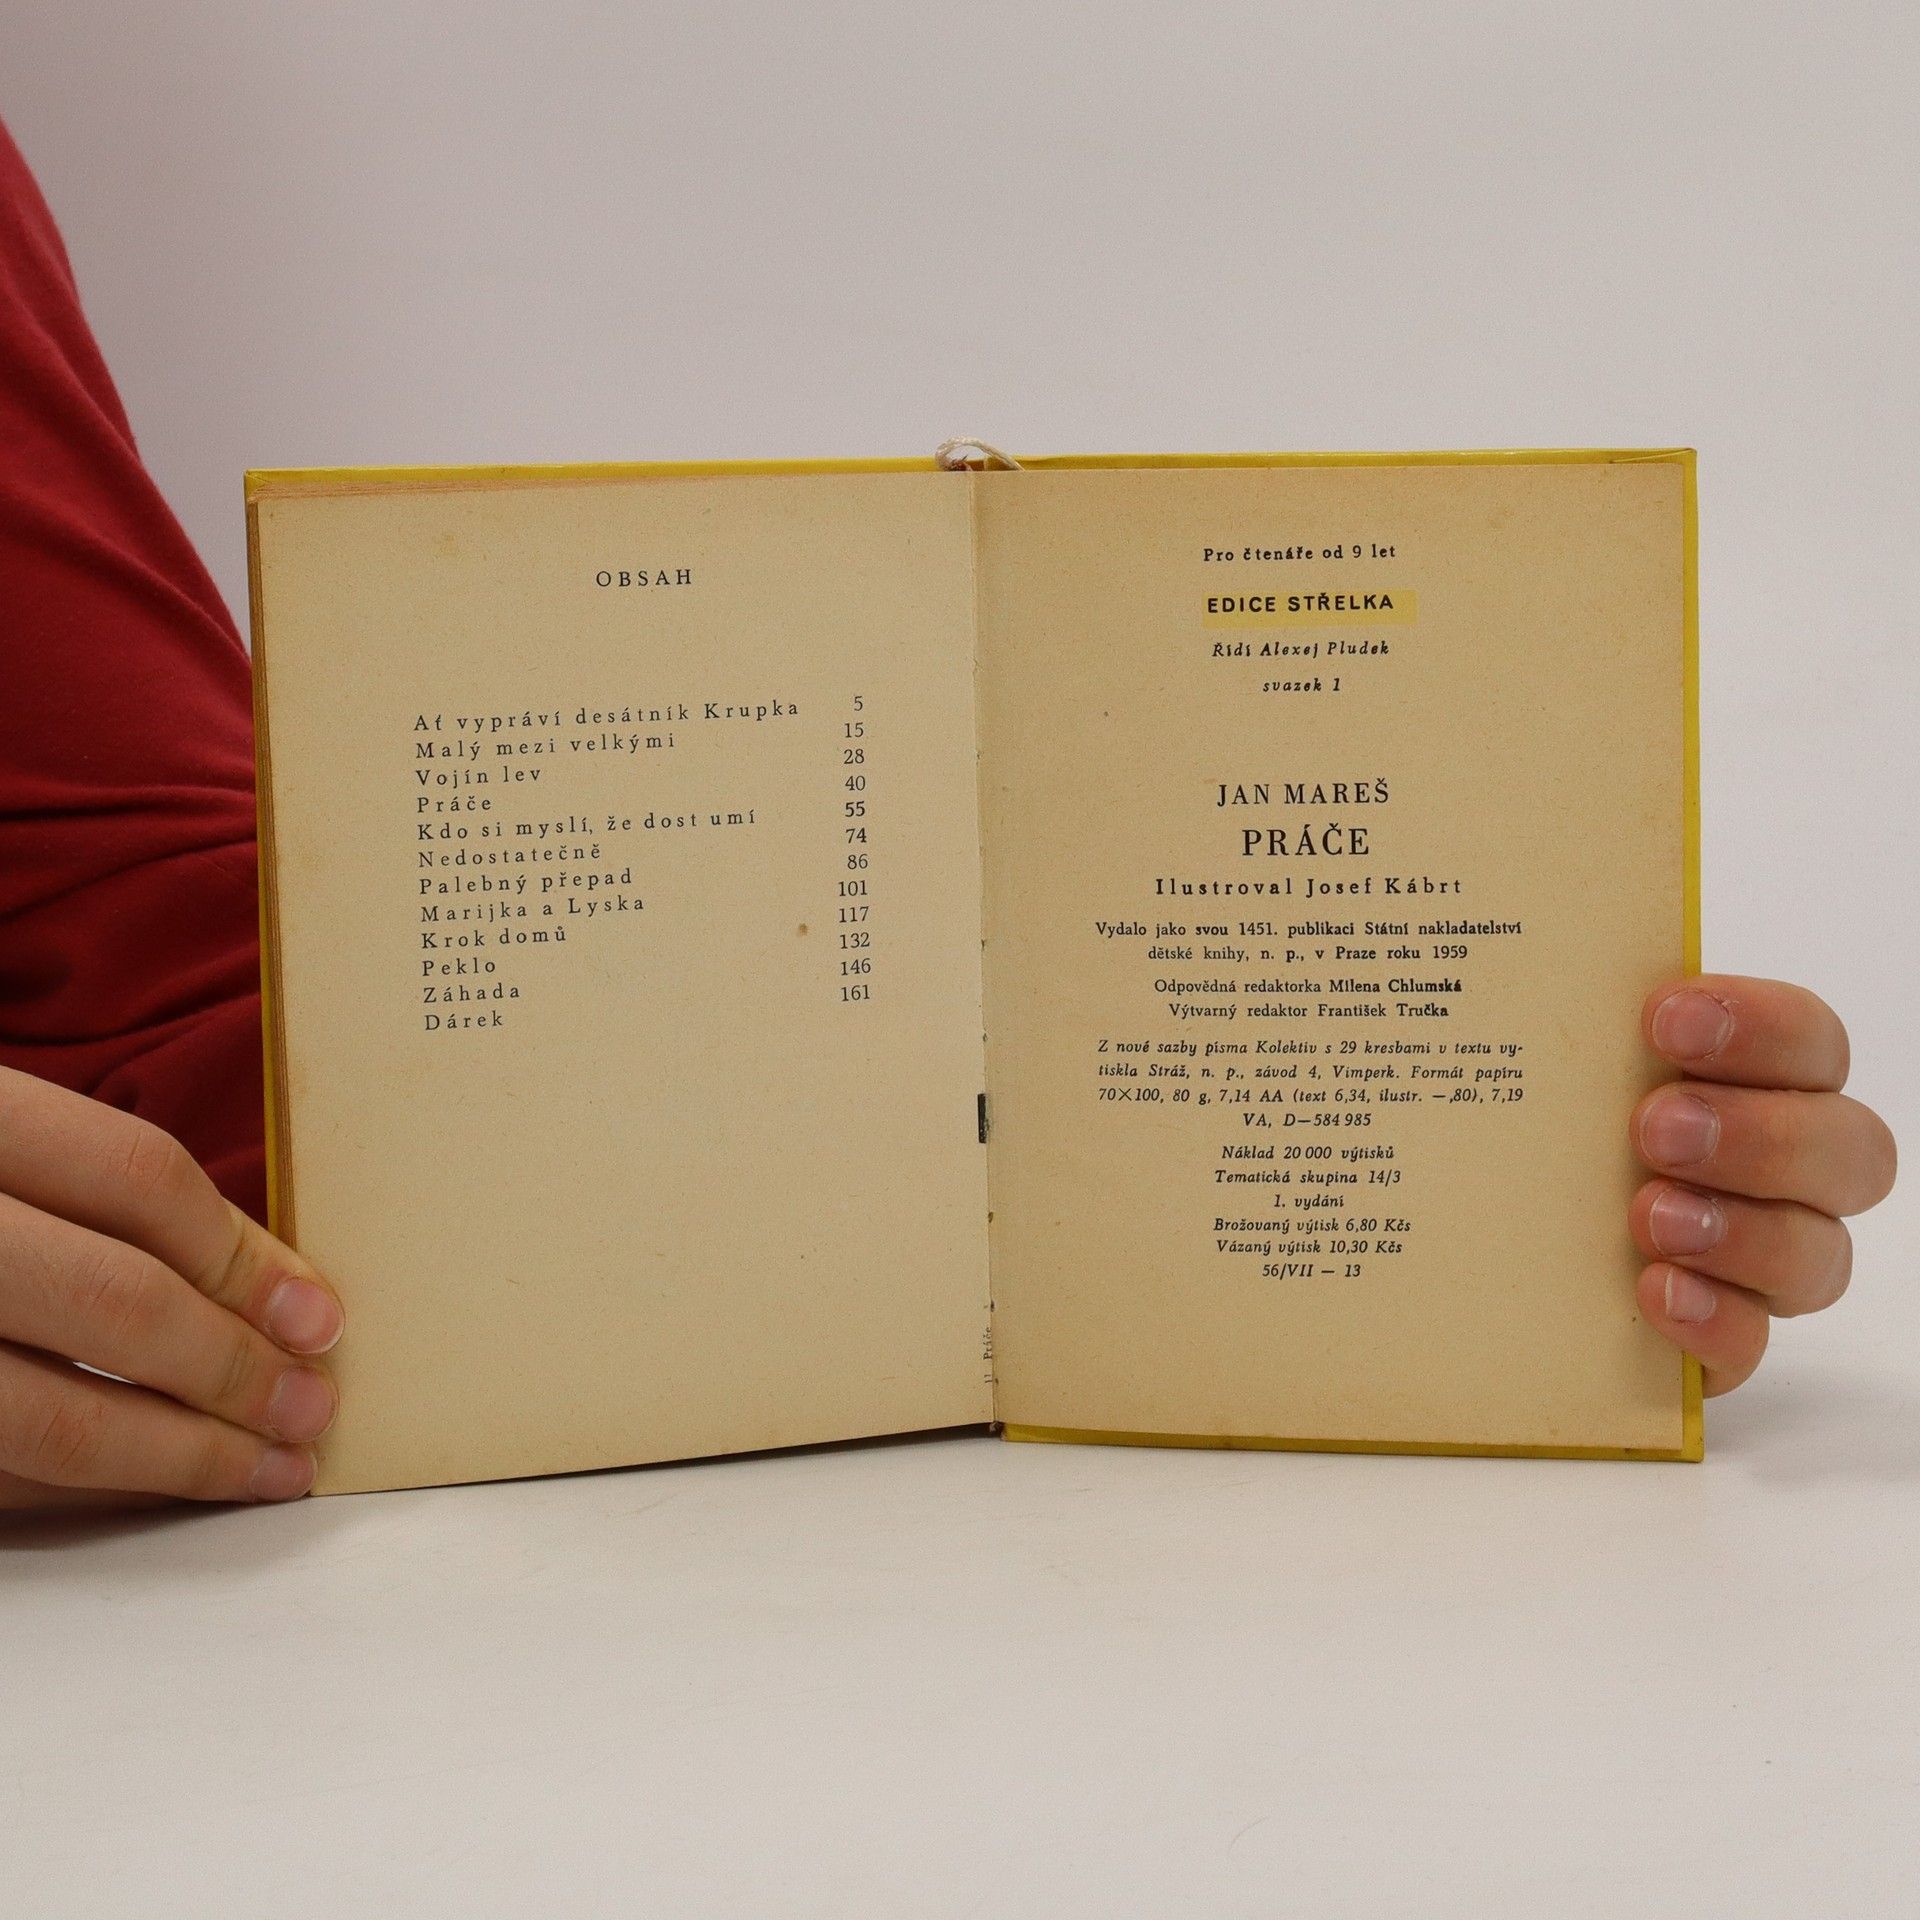 OBSAH
Ať vypráví desátník Krupka 5
Malý mezi velkými 15
Vojín lev 28
Práče 40
Kdo si myslí, že dost umí 55
Nedostatečně 74
Palebný přepad 86
Marijka a Lyska 101
Krok domů 117
Peklo 132
Záhada 146
Dárek 161
11 Práče
Pro čtenáře od 9 let
EDICE STŘELKA
Řídí Alexej Pludek
svazek 1
JAN MAREŠ
PRÁČE
Ilustroval Josef Kábrt
Vydalo jako svou 1451. publikaci Státní nakladatelství
dětské knihy, n. p., v Praze roku 1959
Odpovědná redaktorka Milena Chlumská
Výtvarný redaktor František Tručka
Z nové sazby písma Kolektiv s 29 kresbami v textu vy-
tiskla Stráž, n. p., závod 4, Vimperk. Formát papíru
70×100, 80 g, 7,14 AA (text 6,34, ilustr. —,80), 7,19
VA, D—584 985
Náklad 20 000 výtisků
Tematická skupina 14/3
1. vydání
Brožovaný výtisk 6,80 Kčs
Vázaný výtisk 10,30 Kčs
56/VII — 13